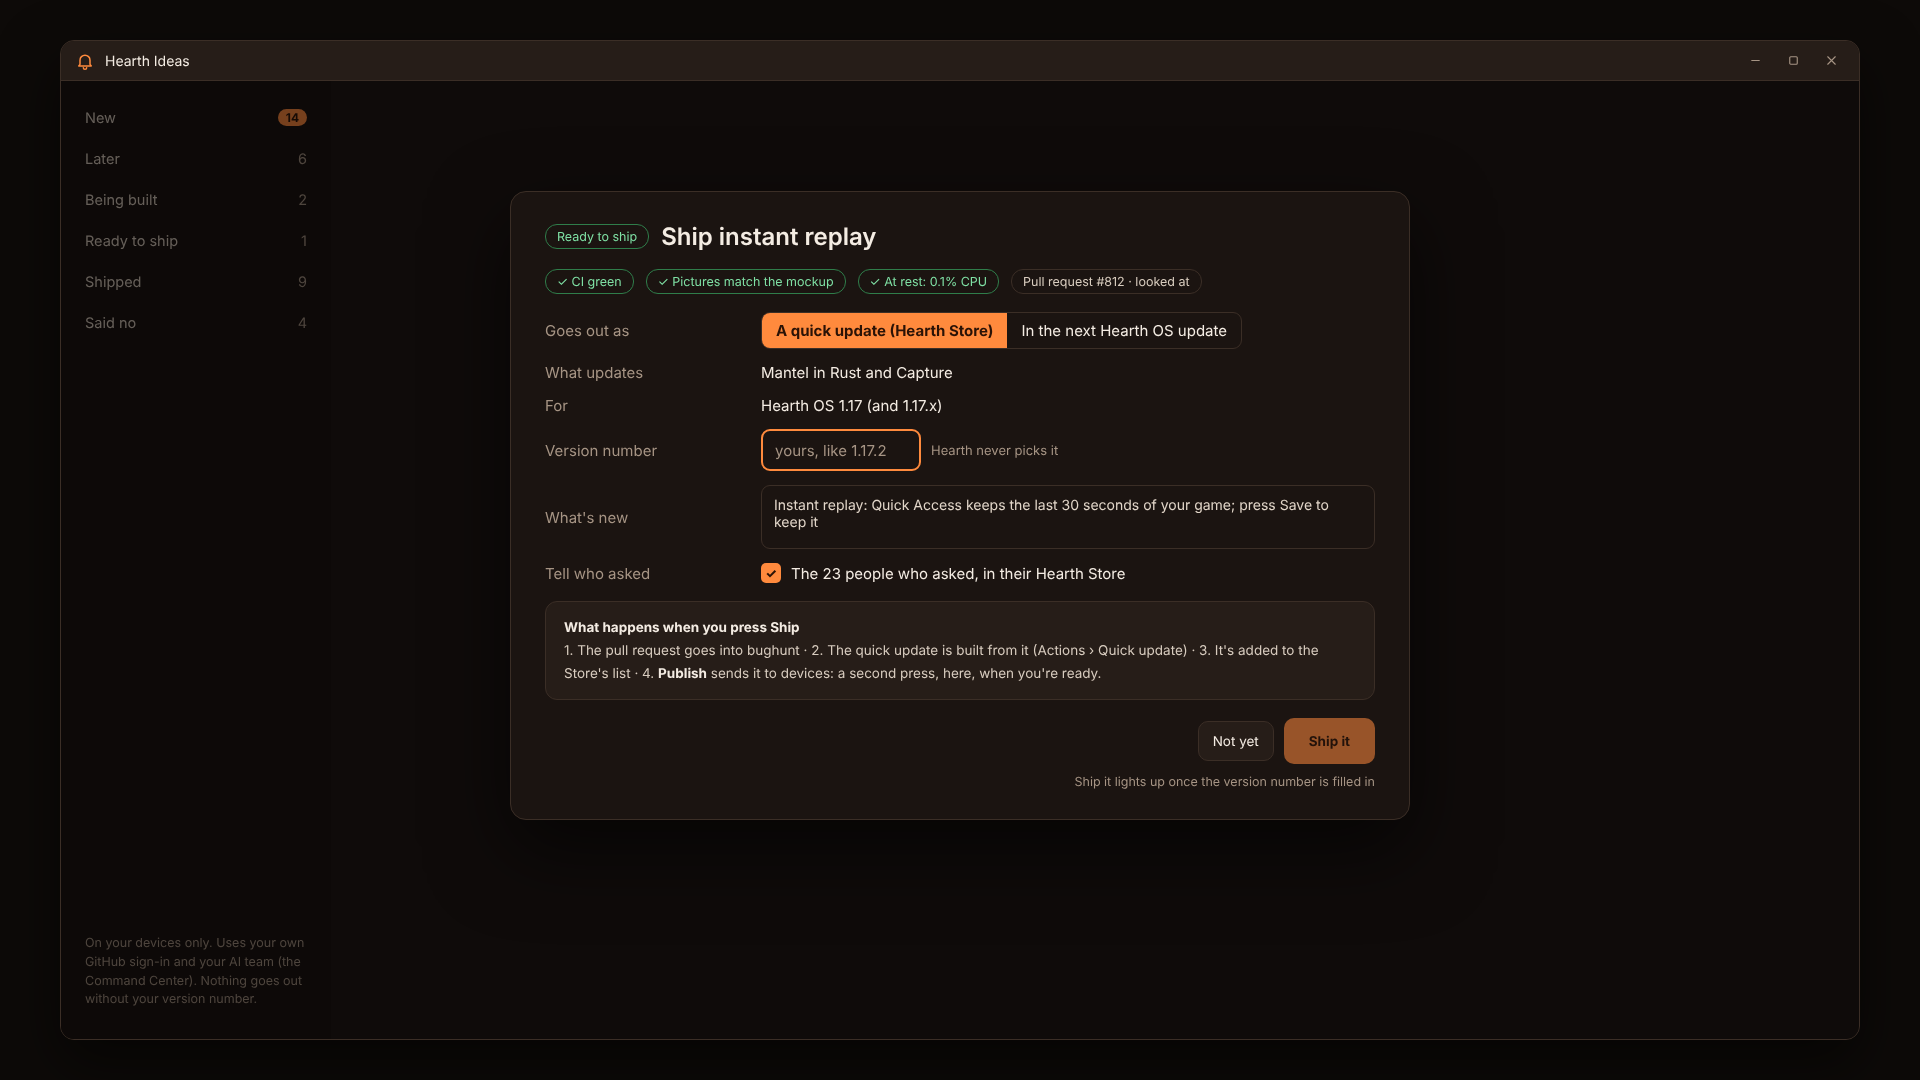 Hearth Ideas
New 14
Later 6
Being built 2
Ready to ship 1
Shipped 9
Said no 4
On your devices only. Uses your own
GitHub sign-in and your AI team (the
Command Center). Nothing goes out
without your version number.
Ready to ship Ship instant replay
✓ CI green ✓ Pictures match the mockup ✓ At rest: 0.1% CPU Pull request #812 · looked at
Goes out as A quick update (Hearth Store) In the next Hearth OS update
What updates Mantel in Rust and Capture
For Hearth OS 1.17 (and 1.17.x)
Version number yours, like 1.17.2 Hearth never picks it
What's new Instant replay: Quick Access keeps the last 30 seconds of your game; press Save to
keep it
Tell who asked The 23 people who asked, in their Hearth Store
What happens when you press Ship
1. The pull request goes into bughunt · 2. The quick update is built from it (Actions › Quick update) · 3. It's added to the
Store's list · 4. Publish sends it to devices: a second press, here, when you're ready.
Not yet Ship it
Ship it lights up once the version number is filled in